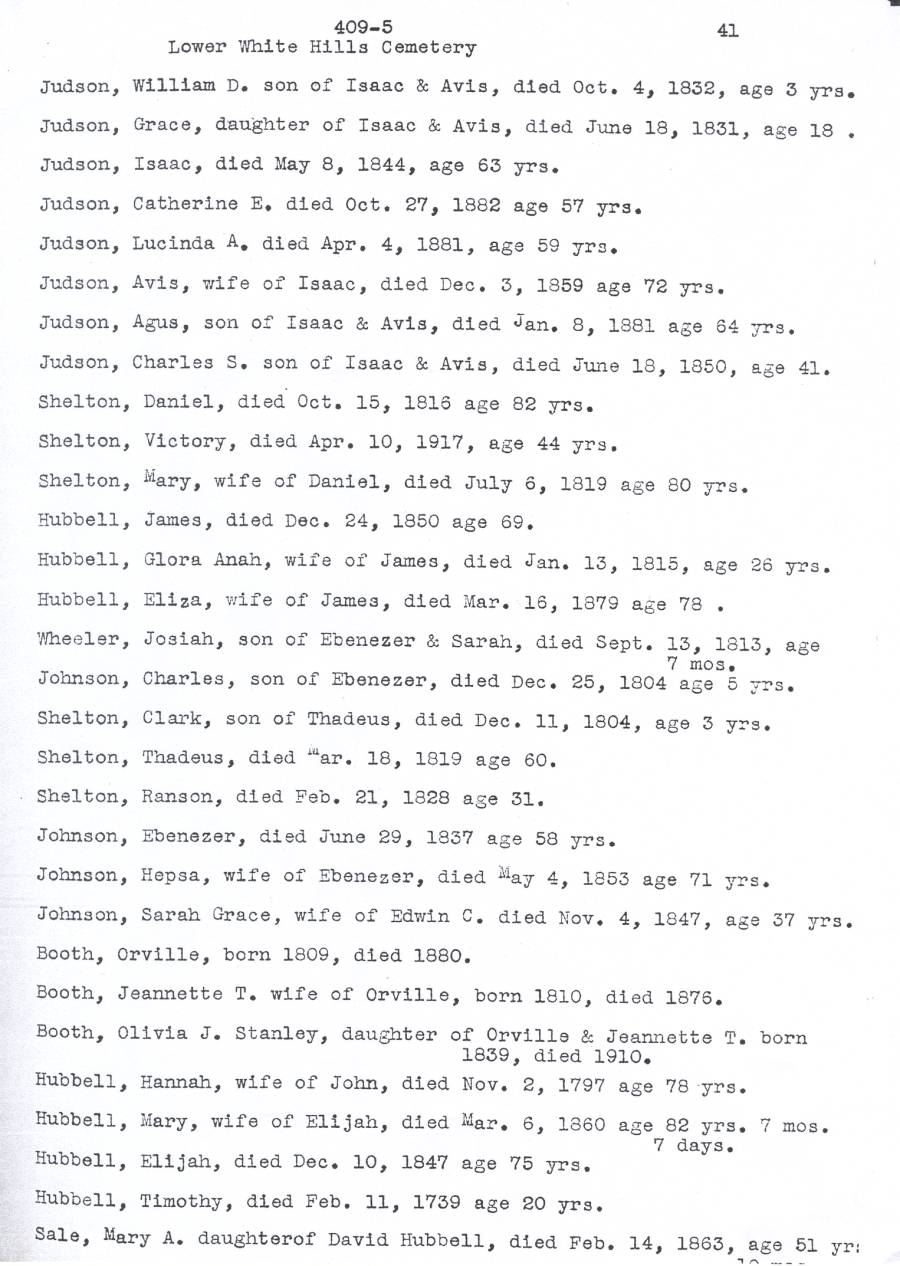 409-5
41
Lower White Hills Cemetery
Judson, William D. son of Isaac & Avis, died Oct. 4, 1832, age 3 yrs.
Judson, Grace, daughter of Isaac & Avis, died June 18, 1831, age 18 .
Judson, Isaac, died May 8, 1844, age 63 yrs.
Judson, Catherine E. died Oct. 27, 1882 age 57 yrs.
Judson, Lucinda A. died Apr. 4, 1881, age 59 yrs.
Judson, Avis, wife of Isaac, died Dec. 3, 1859 age 72 yrs.
Judson, Agus, son of Isaac & Avis, died Jan. 8, 1881 age 64 yrs.
Judson, Charles S. son of Isaac & Avis, died June 18, 1850, age 41.
Shelton, Daniel, died Oct. 15, 1816 age 82 yrs.
Shelton, Victory, died Apr. 10, 1917, age 44 yrs.
Shelton, Mary, wife of Daniel, died July 6, 1819 age 80 yrs.
Hubbell, James, died Dec. 24, 1850 age 69.
Hubbell, Glora Anah, wife of James, died Jan. 13, 1815, age 26 yrs.
Hubbell, Eliza, wife of James, died Mar. 16, 1879 age 78 .
Wheeler, Josiah, son of Ebenezer & Sarah, died Sept. 13, 1813, age
7 mos.
Johnson, Charles, son of Ebenezer, died Dec. 25, 1804 age 5 yrs.
Shelton, Clark, son of Thadeus, died Dec. 11, 1804, age 3 yrs.
Shelton, Thadeus, died Mar. 18, 1819 age 60.
Shelton, Ranson, died Feb. 21, 1828 age 31.
Johnson, Ebenezer, died June 29, 1837 age 58 yrs.
Johnson, Hepsa, wife of Ebenezer, died May 4, 1853 age 71 yrs.
Johnson, Sarah Grace, wife of Edwin C. died Nov. 4, 1847, age 37 yrs.
Booth, Orville, born 1809, died 1880.
Booth, Jeannette T. wife of Orville, born 1810, died 1876.
Booth, Olivia J. Stanley, daughter of Orville & Jeannette T. born
1839, died 1910.
Hubbell, Hannah, wife of John, died Nov. 2, 1797 age 78 yrs.
Hubbell, Mary, wife of Elijah, died Mar. 6, 1860 age 82 yrs. 7 mos.
7 days.
Hubbell, Elijah, died Dec. 10, 1847 age 75 yrs.
Hubbell, Timothy, died Feb. 11, 1739 age 20 yrs.
Sale, Mary A. daughterof David Hubbell, died Feb. 14, 1863, age 51 yr